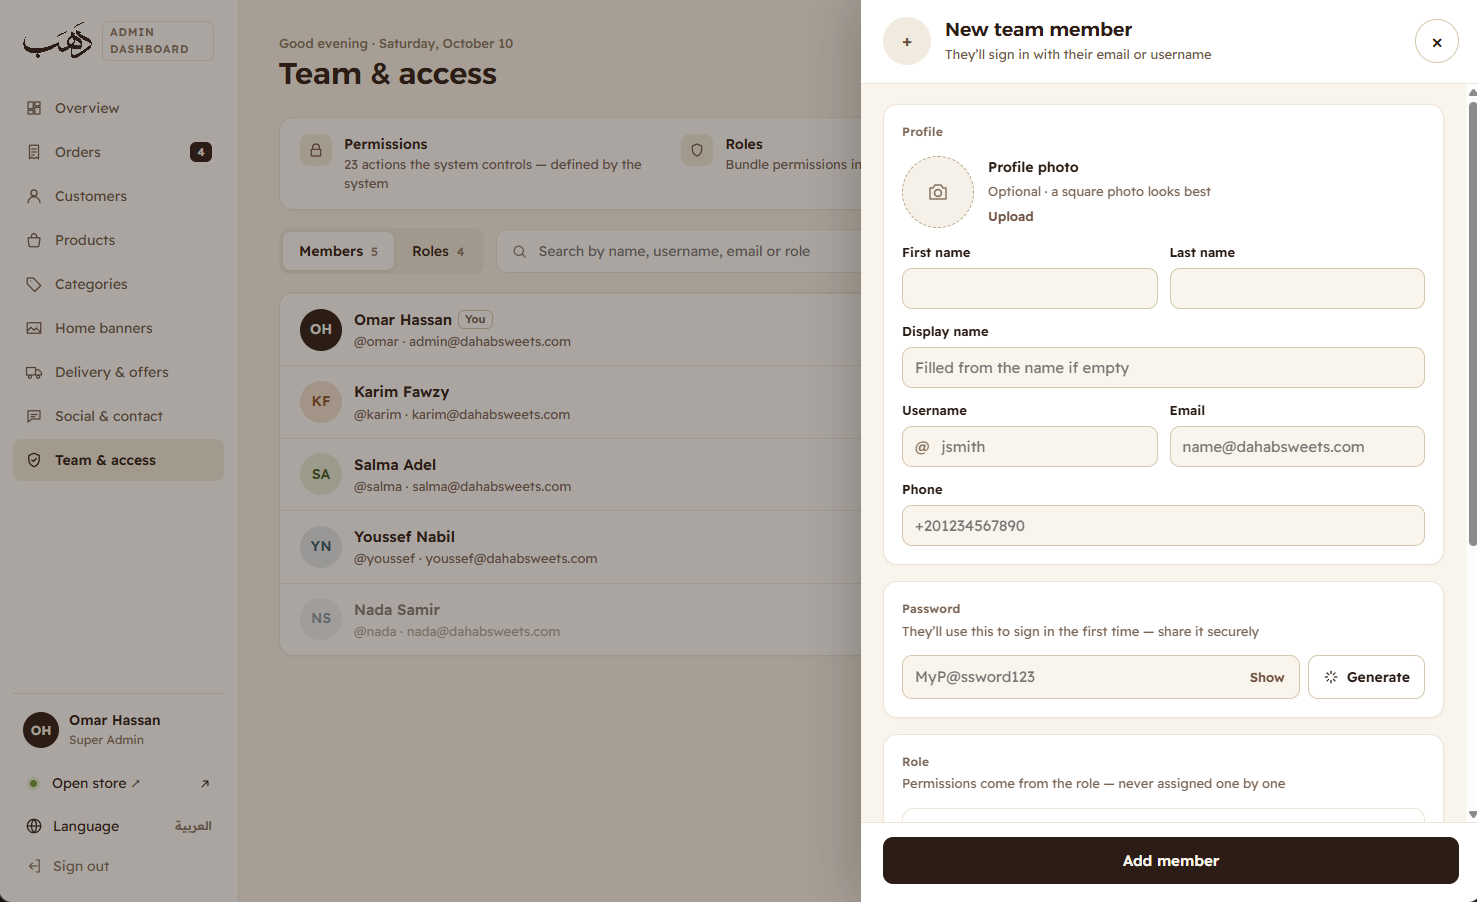 ذهب
ADMIN
DASHBOARD
Overview
Orders 4
Customers
Products
Categories
Home banners
Delivery & offers
Social & contact
Team & access
OH
Omar Hassan
Super Admin
Open store ↗ ↗
Language العربية
Sign out
Good evening · Saturday, October 10
Team & access
Permissions
23 actions the system controls — defined by the
system
Roles
Bundle permissions in
Members 5
Roles 4
Search by name, username, email or role
OH
Omar Hassan You
@omar · admin@dahabsweets.com
KF
Karim Fawzy
@karim · karim@dahabsweets.com
SA
Salma Adel
@salma · salma@dahabsweets.com
YN
Youssef Nabil
@youssef · youssef@dahabsweets.com
NS
Nada Samir
@nada · nada@dahabsweets.com
+
New team member
They'll sign in with their email or username
×
Profile
Profile photo
Optional · a square photo looks best
Upload
First name
Last name
Display name
Filled from the name if empty
Username
Email
@ jsmith
name@dahabsweets.com
Phone
+201234567890
Password
They'll use this to sign in the first time — share it securely
MyP@ssword123 Show
Generate
Role
Permissions come from the role — never assigned one by one
Add member